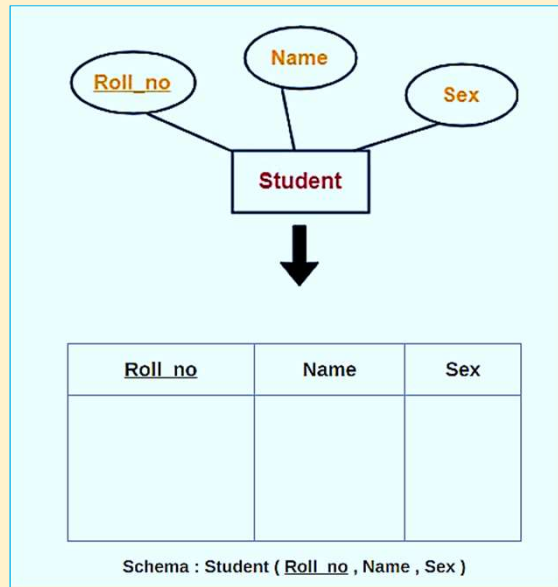 Name
Roll_no
Sex
Student
Roll_no Name Sex
Schema : Student ( Roll_no , Name , Sex )